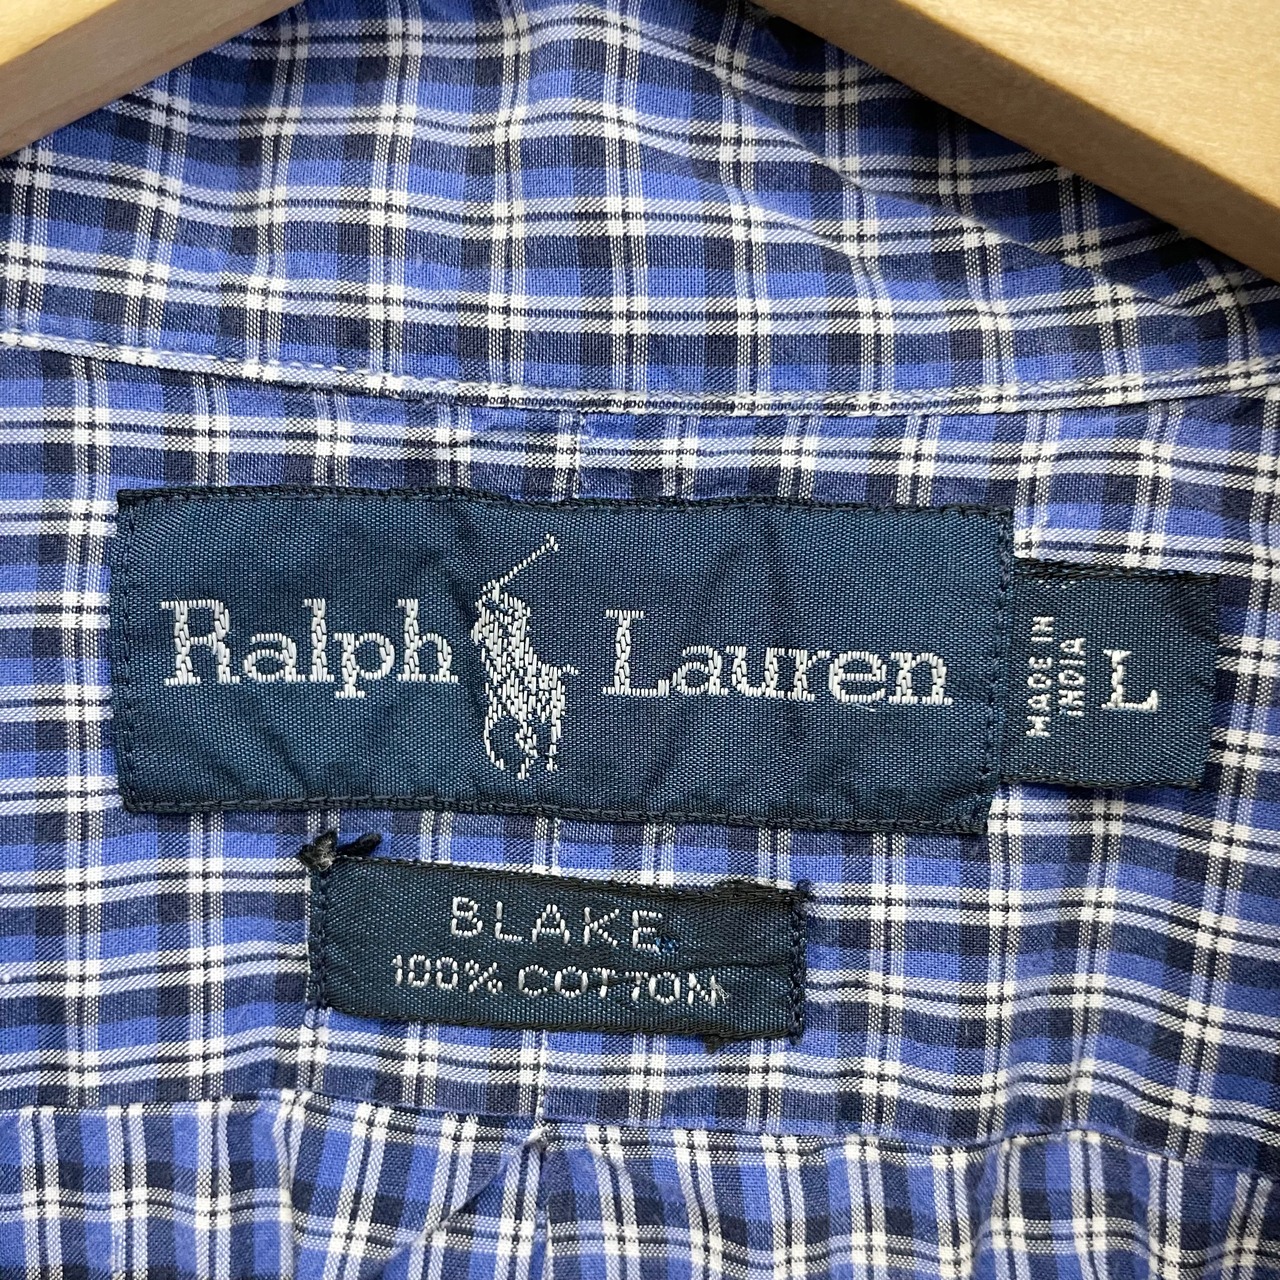 Ralph Lauren
MADE IN
INDIA
L
BLAKE
100% COTTON